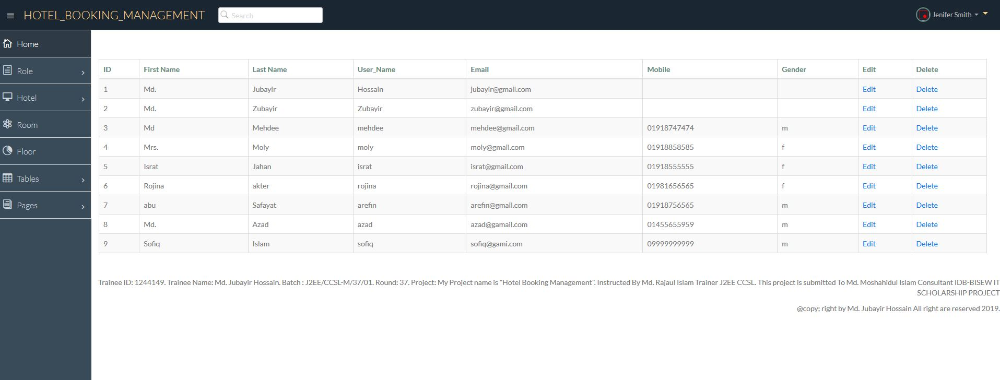 HOTEL_BOOKING_MANAGEMENT Search Jenifer Smith
Home
Role
Hotel
Room
Floor
Tables
Pages
ID First Name Last Name User_Name Email Mobile Gender Edit Delete
1 Md. Jubayir Hossain jubayir@gmail.com Edit Delete
2 Md. Zubayir Zubayir zubayir@gmail.com Edit Delete
3 Md Mehdee mehdee mehdee@gmail.com 01918747474 m Edit Delete
4 Mrs. Moly moly moly@gmail.com 01918858585 f Edit Delete
5 Israt Jahan israt israt@gmail.com 01918555555 f Edit Delete
6 Rojina akter rojina rojina@gmail.com 01981656565 f Edit Delete
7 abu Safayat arefin arefin@gmail.com 01918756565 m Edit Delete
8 Md. Azad azad azad@gamail.com 01455655959 m Edit Delete
9 Sofiq Islam sofiq sofiq@gami.com 09999999999 m Edit Delete
Trainee ID: 1244149. Trainee Name: Md. Jubayir Hossain. Batch : J2EE/CCSL-M/37/01. Round: 37. Project: My Project name is "Hotel Booking Management". Instructed By Md. Rajaul Islam Trainer J2EE CCSL. This project is submitted To Md. Moshahidul Islam Consultant IDB-BISEW IT
SCHOLARSHIP PROJECT
@copy; right by Md. Jubayir Hossain All right are reserved 2019.